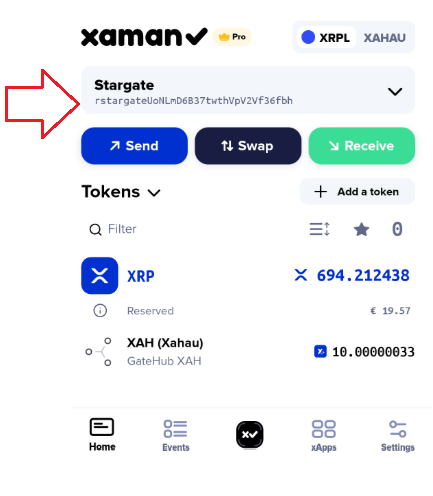 xaman Pro XRPL XAHAU
Stargate
rstargateUoNLmD6B37twthVpV2Vf36fbh
Send Swap Receive
Tokens Add a token
Filter 0
XRP 694.212438
Reserved € 19.57
XAH (Xahau)
GateHub XAH 10.00000033
Home Events xApps Settings